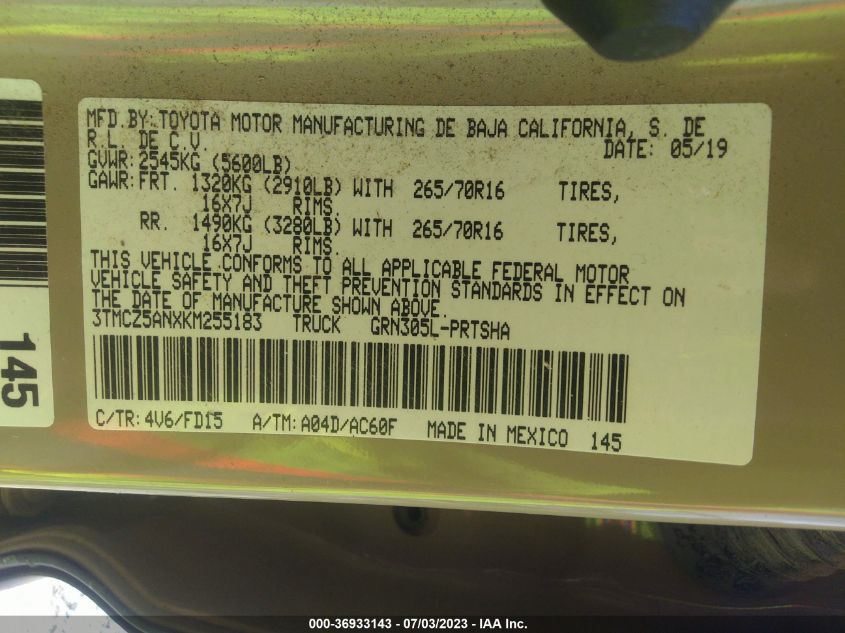 MFD.BY:TOYOTA MOTOR MANUFACTURING DE BAJA CALIFORNIA, S. DE
R.L. DE C.V. DATE: 05/19
GVWR:2545KG (5600LB)
GAWR:FRT. 1320KG (2910LB) WITH 265/70R16 TIRES,
16X7J RIMS.
RR. 1490KG (3280LB) WITH 265/70R16 TIRES,
16X7J RIMS.
THIS VEHICLE CONFORMS TO ALL APPLICABLE FEDERAL MOTOR
VEHICLE SAFETY AND THEFT PREVENTION STANDARDS IN EFFECT ON
THE DATE OF MANUFACTURE SHOWN ABOVE.
3TMCZ5ANXKM255183 TRUCK GRN305L-PRTSHA
C/TR:4V6/FD15 A/TM:A04D/AC60F MADE IN MEXICO 145
145
000-36933143 - 07/03/2023 - IAA Inc.